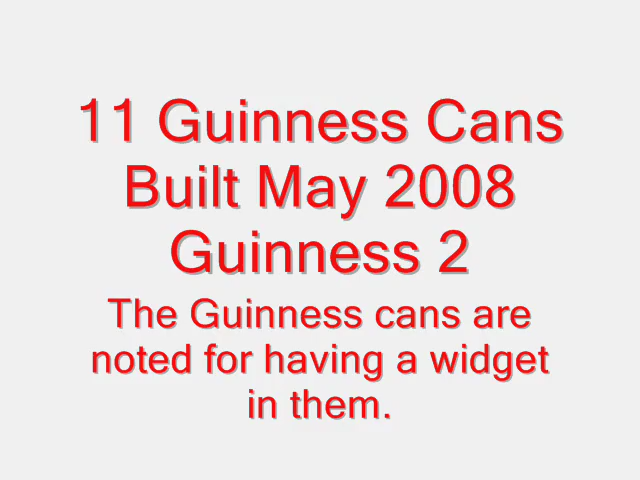 11 Guinness Cans
Built May 2008
Guinness 2
The Guinness cans are
noted for having a widget
in them.